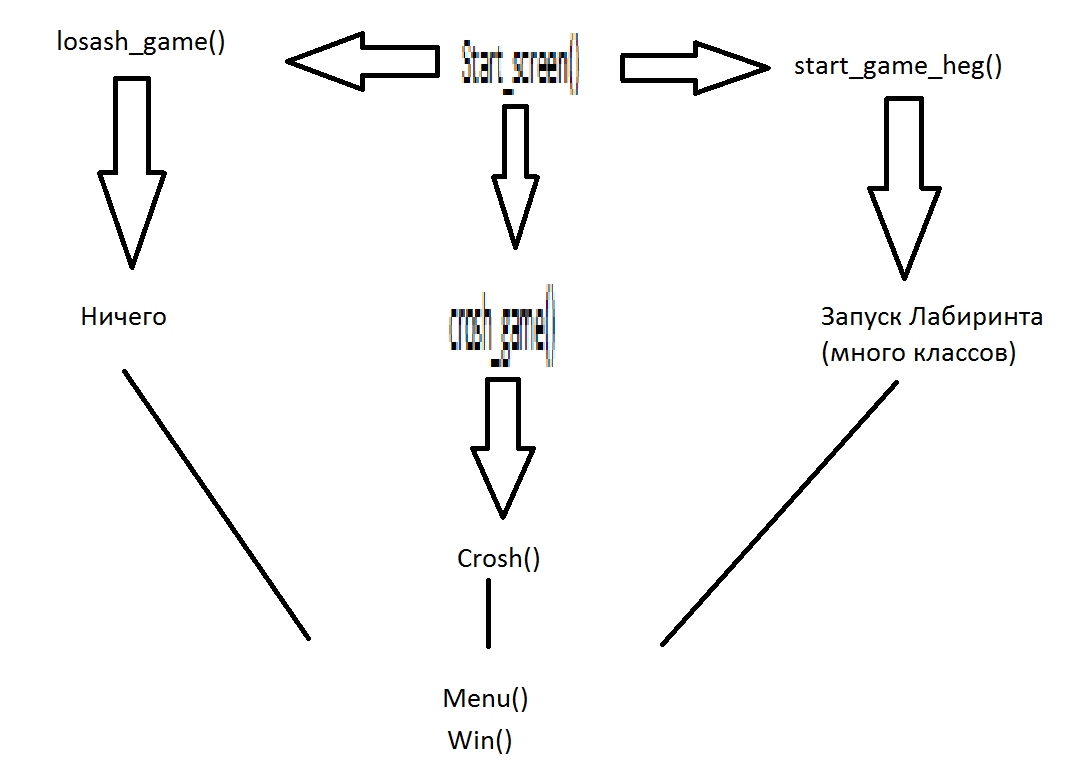 losash_game()
Start_screen()
start_game_heg()
Ничего
crosh_game()
Запуск Лабиринта
(много классов)
Crosh()
Menu()
Win()